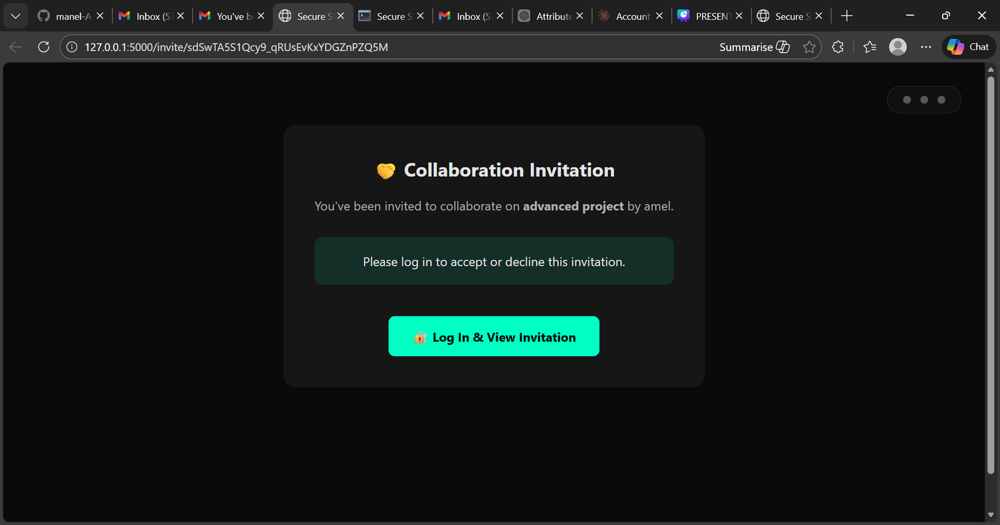 manel-A
Inbox (57
You've be
Secure S
Secure S
Inbox (57
Attribute
Account
PRESENT
Secure S
127.0.0.1:5000/invite/sdSwTA5S1Qcy9_qRUsEvKxYDGZnPZQ5M
Summarise
Chat
Collaboration Invitation
You've been invited to collaborate on advanced project by amel.
Please log in to accept or decline this invitation.
Log In & View Invitation